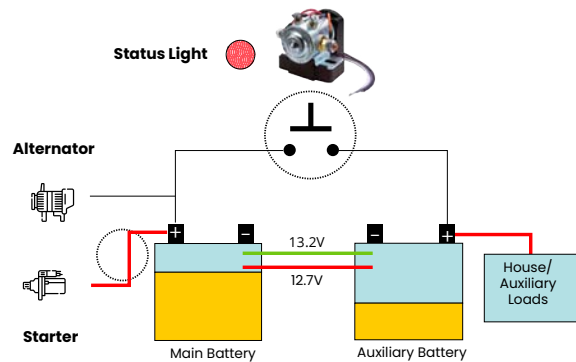 Status Light
Alternator
+
−
−
+
13.2V
12.7V
House/
Auxiliary
Loads
Starter
Main Battery
Auxiliary Battery